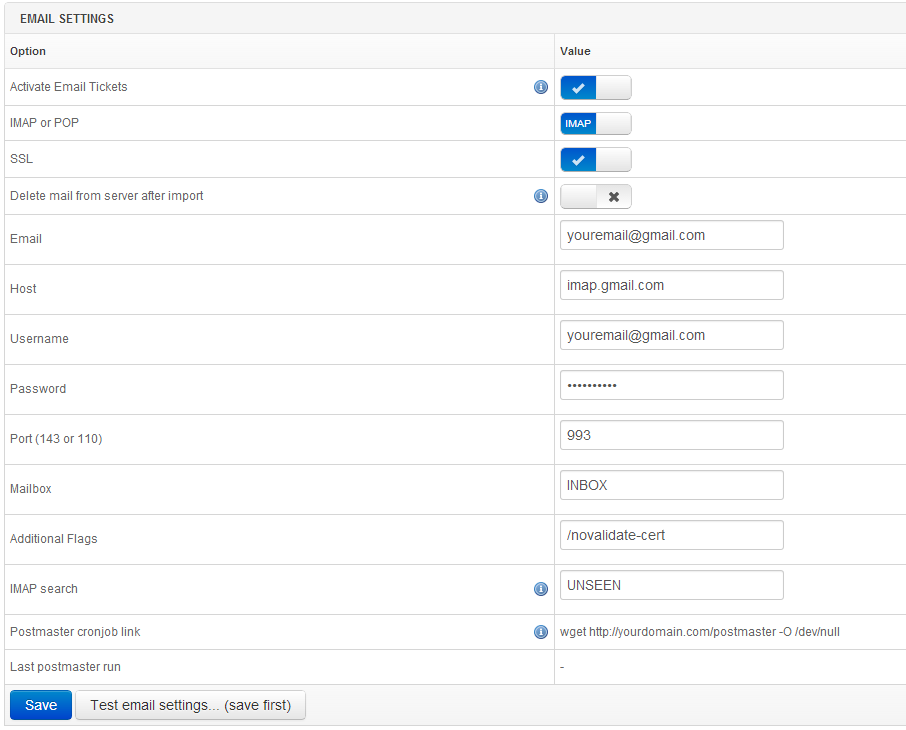 EMAIL SETTINGS
Option Value
Activate Email Tickets
IMAP or POP IMAP
SSL
Delete mail from server after import
Email youremail@gmail.com
Host imap.gmail.com
Username youremail@gmail.com
Password ••••••••••
Port (143 or 110) 993
Mailbox INBOX
Additional Flags /novalidate-cert
IMAP search UNSEEN
Postmaster cronjob link wget http://yourdomain.com/postmaster -O /dev/null
Last postmaster run -
Save Test email settings... (save first)